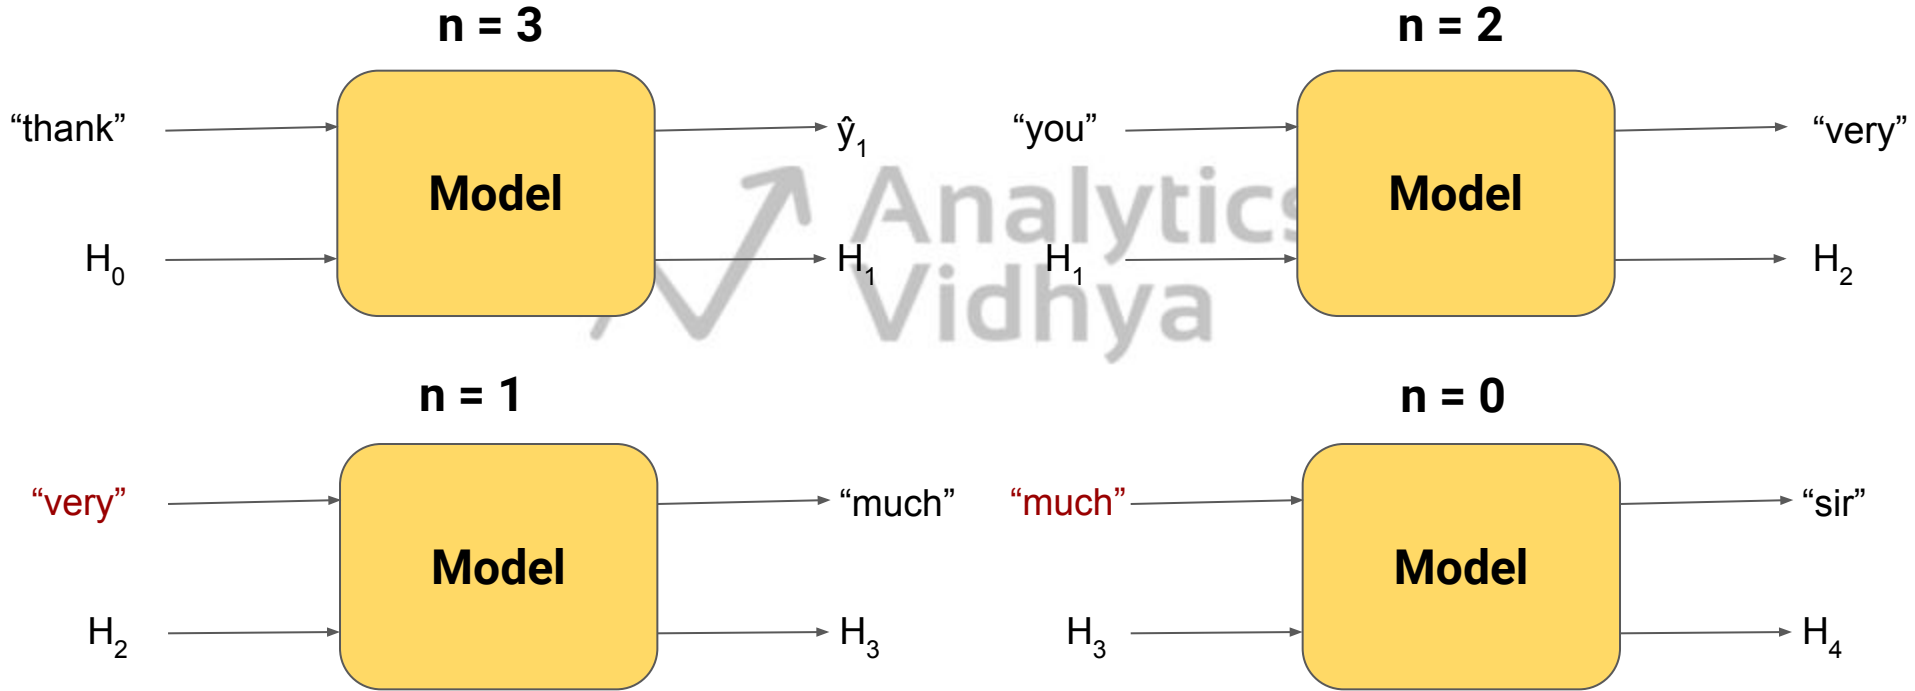 n = 3
“thank”
Model
ŷ1
H0
H1
n = 2
“you”
Model
“very”
H1
H2
Analytics
Vidhya
n = 1
“very”
Model
“much”
H2
H3
n = 0
“much”
Model
“sir”
H3
H4